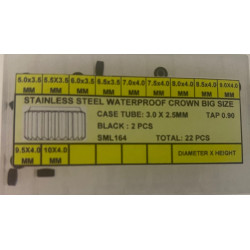 5.0x3.5 5.5X3.5 6.0x3.5 6.5x3.5 7.0x4.0 7.5x4.0 8.0x4.0 8.5x4.0 9.0X4.0
MM MM MM MM MM MM MM MM MM
STAINLESS STEEL WATERPROOF CROWN BIG SIZE
CASE TUBE: 3.0 X 2.5MM TAP 0.90
BLACK : 2 PCS
SML164 TOTAL: 22 PCS
9.5X4.0 10X4.0
MM MM DIAMETER X HEIGHT